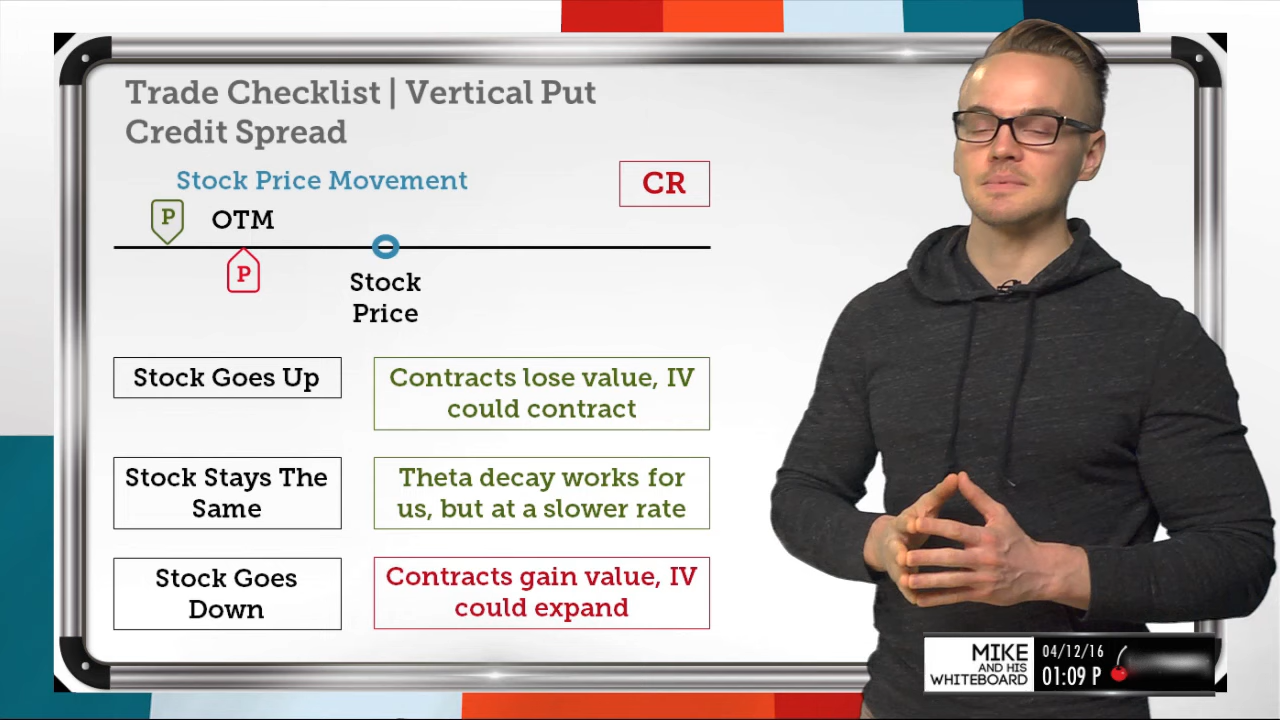 Trade Checklist | Vertical Put
Credit Spread
Stock Price Movement
CR
P
OTM
P
Stock
Price
Stock Goes Up
Contracts lose value, IV
could contract
Stock Stays The
Same
Theta decay works for
us, but at a slower rate
Stock Goes
Down
Contracts gain value, IV
could expand
MIKE
AND HIS
WHITEBOARD
04/12/16
01:09 P